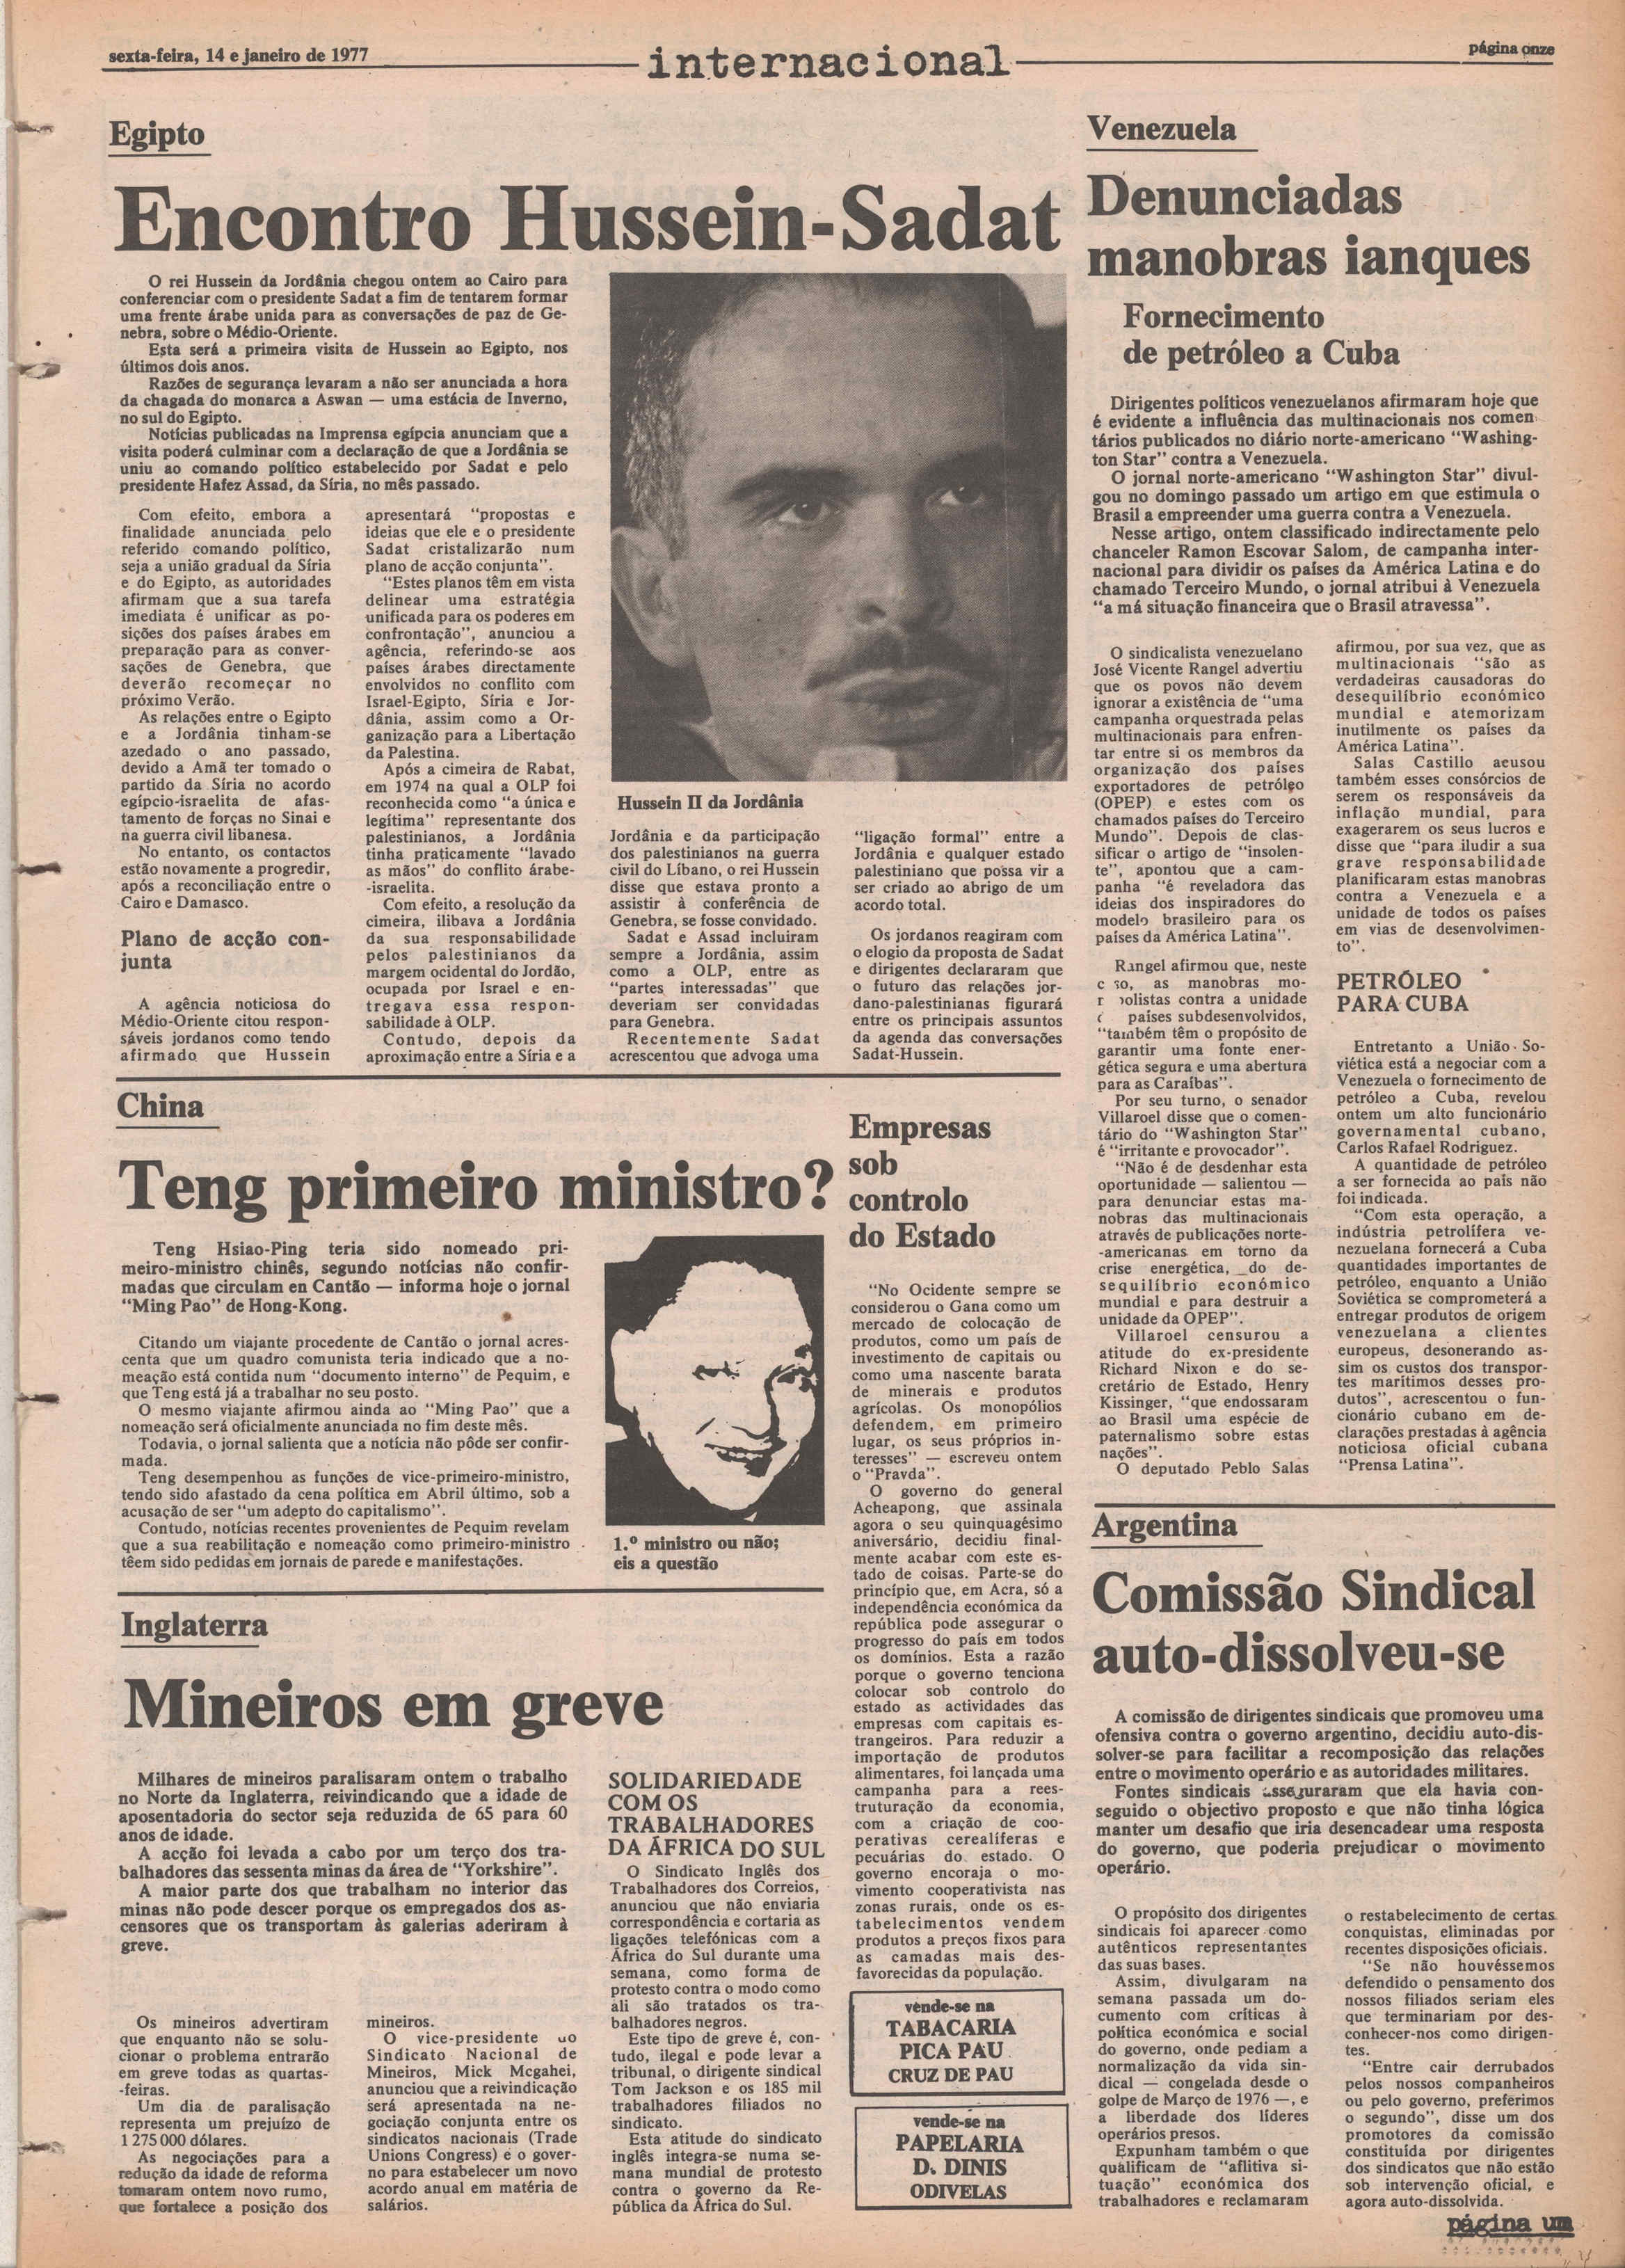 sexta-feira, 14 e janeiro de 1977
internacional
página onze
Egipto
Encontro Hussein-Sadat
O rei Hussein da Jordânia chegou ontem ao Cairo para
conferenciar com o presidente Sadat a fim de tentarem formar
uma frente árabe unida para as conversações de paz de Ge-
nebra, sobre o Médio-Oriente.
Esta será a primeira visita de Hussein ao Egipto, nos
últimos dois anos.
Razões de segurança levaram a não ser anunciada a hora
da chagada do monarca a Aswan — uma estácia de Inverno,
no sul do Egipto.
Notícias publicadas na Imprensa egípcia anunciam que a
visita poderá culminar com a declaração de que a Jordânia se
uniu ao comando político estabelecido por Sadat e pelo
presidente Hafez Assad, da Síria, no mês passado.
Com efeito, embora a
finalidade anunciada pelo
referido comando político,
seja a união gradual da Síria
e do Egipto, as autoridades
afirmam que a sua tarefa
imediata é unificar as po-
sições dos países árabes em
preparação para as conver-
sações de Genebra, que
deverão recomeçar no
próximo Verão.
As relações entre o Egipto
e a Jordânia tinham-se
azedado o ano passado,
devido a Amã ter tomado o
partido da Síria no acordo
egípcio-israelita de afas-
tamento de forças no Sinai e
na guerra civil libanesa.
No entanto, os contactos
estão novamente a progredir,
após a reconciliação entre o
Cairo e Damasco.
Plano de acção con-
junta
A agência noticiosa do
Médio-Oriente citou respon-
sáveis jordanos como tendo
afirmado que Hussein
apresentará "propostas e
ideias que ele e o presidente
Sadat cristalizarão num
plano de acção conjunta".
"Estes planos têm em vista
delinear uma estratégia
unificada para os poderes em
confrontação", anunciou a
agência, referindo-se aos
países árabes directamente
envolvidos no conflito com
Israel-Egipto, Síria e Jor-
dânia, assim como a Or-
ganização para a Libertação
da Palestina.
Após a cimeira de Rabat,
em 1974 na qual a OLP foi
reconhecida como "a única e
legítima" representante dos
palestinianos, a Jordânia
tinha praticamente "lavado
as mãos" do conflito árabe-
-israelita.
Com efeito, a resolução da
cimeira, ilibava a Jordânia
da sua responsabilidade
pelos palestinianos da
margem ocidental do Jordão,
ocupada por Israel e en-
tregava essa respon-
sabilidade à OLP.
Contudo, depois da
aproximação entre a Síria e a
Hussein II da Jordânia
Jordânia e da participação
dos palestinianos na guerra
civil do Líbano, o rei Hussein
disse que estava pronto a
assistir à conferência de
Genebra, se fosse convidado.
Sadat e Assad incluiram
sempre a Jordânia, assim
como a OLP, entre as
"partes interessadas" que
deveriam ser convidadas
para Genebra.
Recentemente Sadat
acrescentou que advoga uma
"ligação formal" entre a
Jordânia e qualquer estado
palestiniano que possa vir a
ser criado ao abrigo de um
acordo total.
Os jordanos reagiram com
o elogio da proposta de Sadat
e dirigentes declararam que
o futuro das relações jor-
dano-palestinianas figurará
entre os principais assuntos
da agenda das conversações
Sadat-Hussein.
Venezuela
Denunciadas
manobras ianques
Fornecimento
de petróleo a Cuba
Dirigentes políticos venezuelanos afirmaram hoje que
é evidente a influência das multinacionais nos comen
tários publicados no diário norte-americano "Washing-
ton Star" contra a Venezuela.
O jornal norte-americano "Washington Star" divul-
gou no domingo passado um artigo em que estimula o
Brasil a empreender uma guerra contra a Venezuela.
Nesse artigo, ontem classificado indirectamente pelo
chanceler Ramon Escovar Salom, de campanha inter-
nacional para dividir os países da América Latina e do
chamado Terceiro Mundo, o jornal atribui à Venezuela
"a má situação financeira que o Brasil atravessa".
O sindicalista venezuelano
José Vicente Rangel advertiu
que os povos não devem
ignorar a existência de "uma
campanha orquestrada pelas
multinacionais para enfren-
tar entre si os membros da
organização dos países
exportadores de petróleo
(OPEP) e estes com os
chamados países do Terceiro
Mundo". Depois de clas-
sificar o artigo de "insolen-
te", apontou que a cam-
panha "é reveladora das
ideias dos inspiradores do
modelo brasileiro para os
países da América Latina".
Rangel afirmou que, neste
c so, as manobras mo-
r olistas contra a unidade
países subdesenvolvidos,
"também têm o propósito de
garantir uma fonte ener-
gética segura e uma abertura
para as Caraíbas".
Por seu turno, o senador
Villaroel disse que o comen-
tário do "Washington Star"
é "irritante e provocador".
"Não é de desdenhar esta
oportunidade — salientou —
para denunciar estas ma-
nobras das multinacionais
através de publicações norte-
-americanas em torno da
crise energética, do de-
sequilíbrio económico
mundial e para destruir a
unidade da OPEP".
Villaroel censurou a
atitude do ex-presidente
Richard Nixon e do se-
cretário de Estado, Henry
Kissinger, "que endossaram
ao Brasil uma espécie de
paternalismo sobre estas
nações".
O deputado Peblo Salas
afirmou, por sua vez, que as
multinacionais "são as
verdadeiras causadoras do
desequilíbrio económico
mundial e atemorizam
inutilmente os países da
América Latina".
Salas Castillo acusou
também esses consórcios de
serem os responsáveis da
inflação mundial, para
exagerarem os seus lucros e
disse que "para iludir a sua
grave responsabilidade
planificaram estas manobras
contra a Venezuela e a
unidade de todos os países
em vias de desenvolvimen-
to".
PETRÓLEO
PARA CUBA
Entretanto a União So-
viética está a negociar com a
Venezuela o fornecimento de
petróleo a Cuba, revelou
ontem um alto funcionário
governamental cubano,
Carlos Rafael Rodriguez.
A quantidade de petróleo
a ser fornecida ao país não
foi indicada.
"Com esta operação, a
indústria petrolífera ve-
nezuelana fornecerá a Cuba
quantidades importantes de
petróleo, enquanto a União
Soviética se comprometerá a
entregar produtos de origem
venezuelana a clientes
europeus, desonerando as-
sim os custos dos transpor-
tes marítimos desses pro-
dutos", acrescentou o fun-
cionário cubano em de-
clarações prestadas à agência
noticiosa oficial cubana
"Prensa Latina".
China
Teng primeiro ministro?
Teng Hsiao-Ping teria sido nomeado pri-
meiro-ministro chinês, segundo notícias não confir-
madas que circulam en Cantão — informa hoje o jornal
"Ming Pao" de Hong-Kong.
Citando um viajante procedente de Cantão o jornal acres-
centa que um quadro comunista teria indicado que a no-
meação está contida num "documento interno" de Pequim, e
que Teng está já a trabalhar no seu posto.
O mesmo viajante afirmou ainda ao "Ming Pao" que a
nomeação será oficialmente anunciada no fim deste mês.
Todavia, o jornal salienta que a notícia não pôde ser confir-
mada.
Teng desempenhou as funções de vice-primeiro-ministro,
tendo sido afastado da cena política em Abril último, sob a
acusação de ser "um adepto do capitalismo".
Contudo, notícias recentes provenientes de Pequim revelam
que a sua reabilitação e nomeação como primeiro-ministro
têem sido pedidas em jornais de parede e manifestações.
1.º ministro ou não;
eis a questão
Empresas
sob
controlo
do Estado
"No Ocidente sempre se
considerou o Gana como um
mercado de colocação de
produtos, como um país de
investimento de capitais ou
como uma nascente barata
de minerais e produtos
agrícolas. Os monopólios
defendem, em primeiro
lugar, os seus próprios in-
teresses" — escreveu ontem
o "Pravda".
O governo do general
Acheapong, que assinala
agora o seu quinquagésimo
aniversário, decidiu final-
mente acabar com este es-
tado de coisas. Parte-se do
princípio que, em Acra, só a
independência económica da
república pode assegurar o
progresso do país em todos
os domínios. Esta a razão
porque o governo tenciona
colocar sob controlo do
estado as actividades das
empresas com capitais es-
trangeiros. Para reduzir a
importação de produtos
alimentares, foi lançada uma
campanha para a rees-
truturação da economia,
com a criação de coo-
perativas cerealíferas e
pecuárias do estado. O
governo encoraja o mo-
vimento cooperativista nas
zonas rurais, onde os es-
tabelecimentos vendem
produtos a preços fixos para
as camadas mais des-
favorecidas da população.
vende-se na
TABACARIA
PICA PAU
CRUZ DE PAU
vende-se na
PAPELARIA
D. DINIS
ODIVELAS
Inglaterra
Mineiros em greve
Milhares de mineiros paralisaram ontem o trabalho
no Norte da Inglaterra, reivindicando que a idade de
aposentadoria do sector seja reduzida de 65 para 60
anos de idade.
A acção foi levada a cabo por um terço dos tra-
balhadores das sessenta minas da área de "Yorkshire".
A maior parte dos que trabalham no interior das
minas não pode descer porque os empregados dos as-
censores que os transportam às galerias aderiram à
greve.
Os mineiros advertiram
que enquanto não se solu-
cionar o problema entrarão
em greve todas as quartas-
-feiras.
Um dia de paralisação
representa um prejuízo de
1 275 000 dólares.
As negociações para a
redução da idade de reforma
tomaram ontem novo rumo,
que fortalece a posição dos
mineiros.
O vice-presidente do
Sindicato Nacional de
Mineiros, Mick Mcgahei,
anunciou que a reivindicação
será apresentada na ne-
gociação conjunta entre os
sindicatos nacionais (Trade
Unions Congress) e o gover-
no para estabelecer um novo
acordo anual em matéria de
salários.
SOLIDARIEDADE
COM OS
TRABALHADORES
DA ÁFRICA DO SUL
O Sindicato Inglês dos
Trabalhadores dos Correios,
anunciou que não enviaria
correspondência e cortaria as
ligações telefónicas com a
África do Sul durante uma
semana, como forma de
protesto contra o modo como
ali são tratados os tra-
balhadores negros.
Este tipo de greve é, con-
tudo, ilegal e pode levar a
tribunal, o dirigente sindical
Tom Jackson e os 185 mil
trabalhadores filiados no
sindicato.
Esta atitude do sindicato
inglês integra-se numa se-
mana mundial de protesto
contra o governo da Re-
pública da África do Sul.
Argentina
Comissão Sindical
auto-dissolveu-se
A comissão de dirigentes sindicais que promoveu uma
ofensiva contra o governo argentino, decidiu auto-dis-
solver-se para facilitar a recomposição das relações
entre o movimento operário e as autoridades militares.
Fontes sindicais asseguraram que ela havia con-
seguido o objectivo proposto e que não tinha lógica
manter um desafio que iria desencadear uma resposta
do governo, que poderia prejudicar o movimento
operário.
O propósito dos dirigentes
sindicais foi aparecer como
autênticos representantes
das suas bases.
Assim, divulgaram na
semana passada um do-
cumento com críticas à
política económica e social
do governo, onde pediam a
normalização da vida sin-
dical — congelada desde o
golpe de Março de 1976 —, e
a liberdade dos líderes
operários presos.
Expunham também o que
qualificam de "aflitiva si-
tuação" económica dos
trabalhadores e reclamaram
o restabelecimento de certas
conquistas, eliminadas por
recentes disposições oficiais.
"Se não houvéssemos
defendido o pensamento dos
nossos filiados seriam eles
que terminariam por des-
conhecer-nos como dirigen-
tes.
"Entre cair derrubados
pelos nossos companheiros
ou pelo governo, preferimos
o segundo", disse um dos
promotores da comissão
constituída por dirigentes
dos sindicatos que não estão
sob intervenção oficial, e
agora auto-dissolvida.
página um